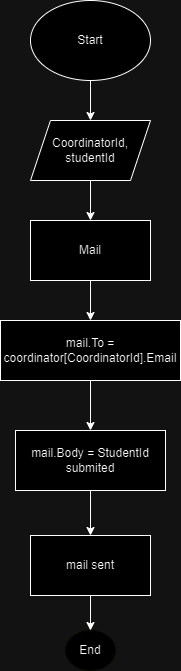 Start
CoordinatorId,
studentId
Mail
mail.To =
coordinator[CoordinatorId].Email
mail.Body = StudentId
submited
mail sent
End